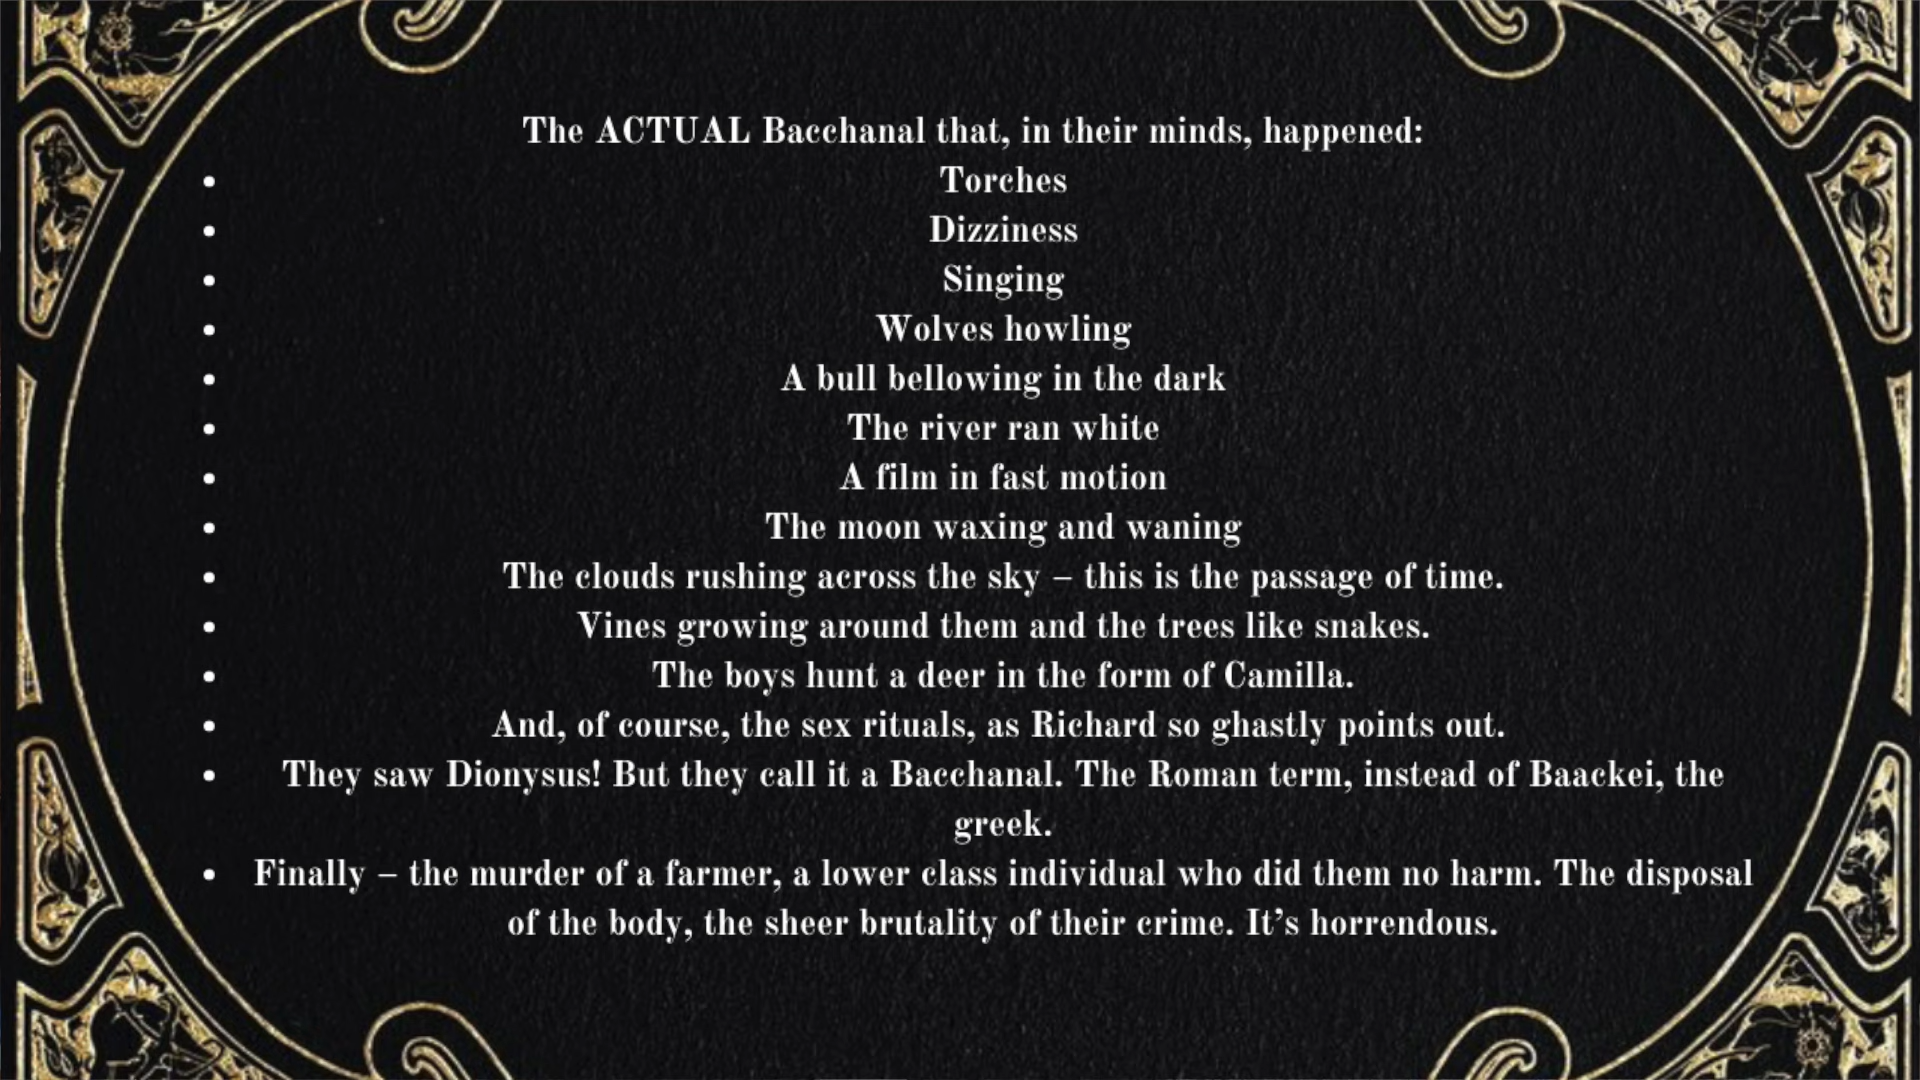 The ACTUAL Bacchanal that, in their minds, happened:
• Torches
• Dizziness
• Singing
• Wolves howling
• A bull bellowing in the dark
• The river ran white
• A film in fast motion
• The moon waxing and waning
• The clouds rushing across the sky – this is the passage of time.
• Vines growing around them and the trees like snakes.
• The boys hunt a deer in the form of Camilla.
• And, of course, the sex rituals, as Richard so ghastly points out.
• They saw Dionysus! But they call it a Bacchanal. The Roman term, instead of Baackei, the
greek.
• Finally – the murder of a farmer, a lower class individual who did them no harm. The disposal
of the body, the sheer brutality of their crime. It’s horrendous.